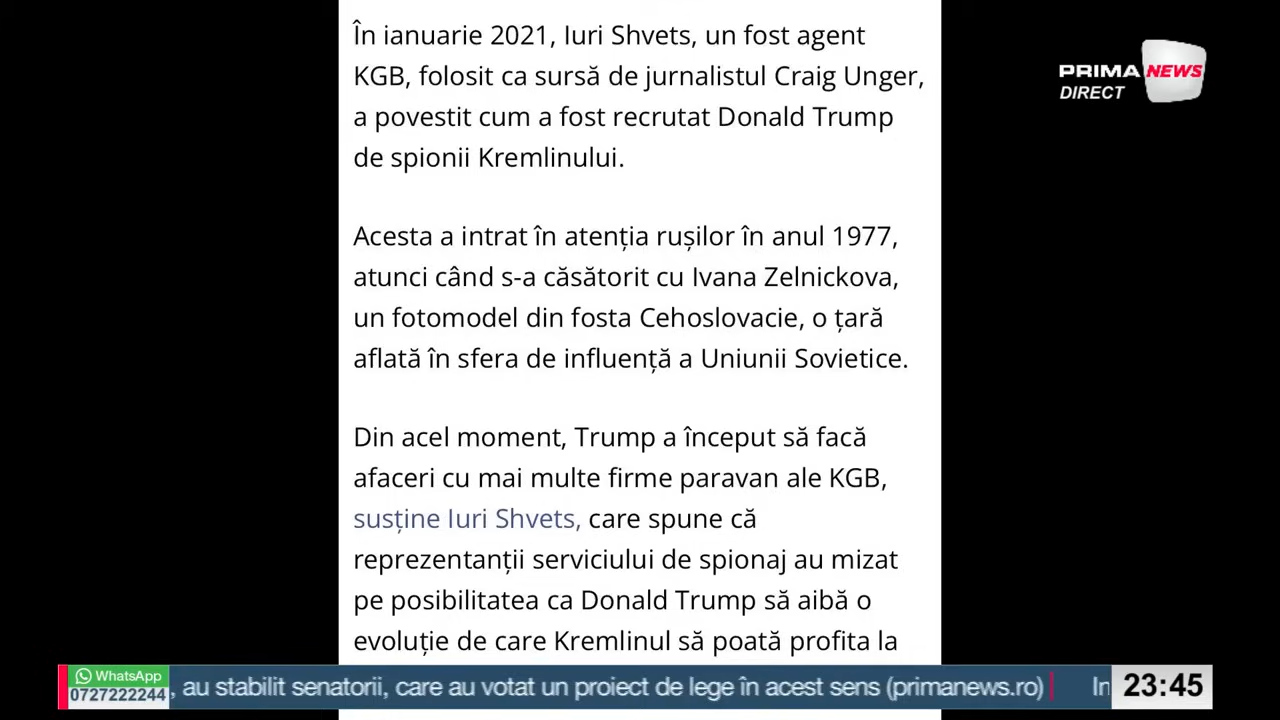 În ianuarie 2021, Iuri Shvets, un fost agent
KGB, folosit ca sursă de jurnalistul Craig Unger,
a povestit cum a fost recrutat Donald Trump
de spionii Kremlinului.
Acesta a intrat în atenția rușilor în anul 1977,
atunci când s-a căsătorit cu Ivana Zelnickova,
un fotomodel din fosta Cehoslovacie, o țară
aflată în sfera de influență a Uniunii Sovietice.
Din acel moment, Trump a început să facă
afaceri cu mai multe firme paravan ale KGB,
susține Iuri Shvets, care spune că
reprezentanții serviciului de spionaj au mizat
pe posibilitatea ca Donald Trump să aibă o
evoluție de care Kremlinul să poată profita la
PRIMA NEWS
DIRECT
WhatsApp
0727222244
, au stabilit senatorii, care au votat un proiect de lege în acest sens (primanews.ro) In
23:45